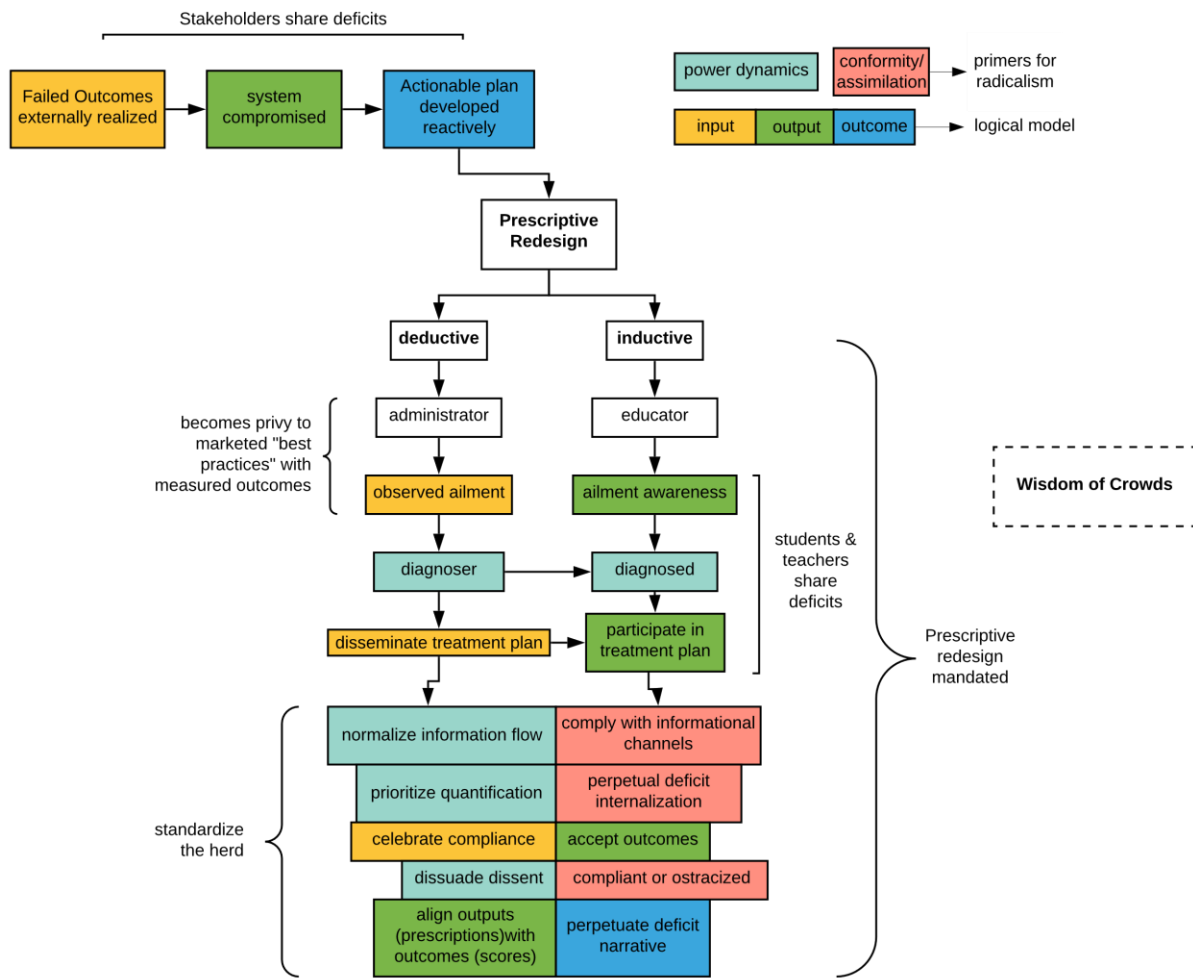 Stakeholders share deficits
Failed Outcomes
externally realized
system
compromised
Actionable plan
developed
reactively
power dynamics
conformity/
assimilation
primers for
radicalism
input
output
outcome
logical model
Prescriptive
Redesign
deductive
inductive
administrator
educator
becomes privy to
marketed "best
practices" with
measured outcomes
observed ailment
ailment awareness
diagnoser
diagnosed
disseminate treatment plan
participate in
treatment plan
students &
teachers
share
deficits
Wisdom of Crowds
Prescriptive
redesign
mandated
normalize information flow
comply with informational
channels
prioritize quantification
perpetual deficit
internalization
standardize
the herd
celebrate compliance
accept outcomes
dissuade dissent
compliant or ostracized
align outputs
(prescriptions)with
outcomes (scores)
perpetuate deficit
narrative